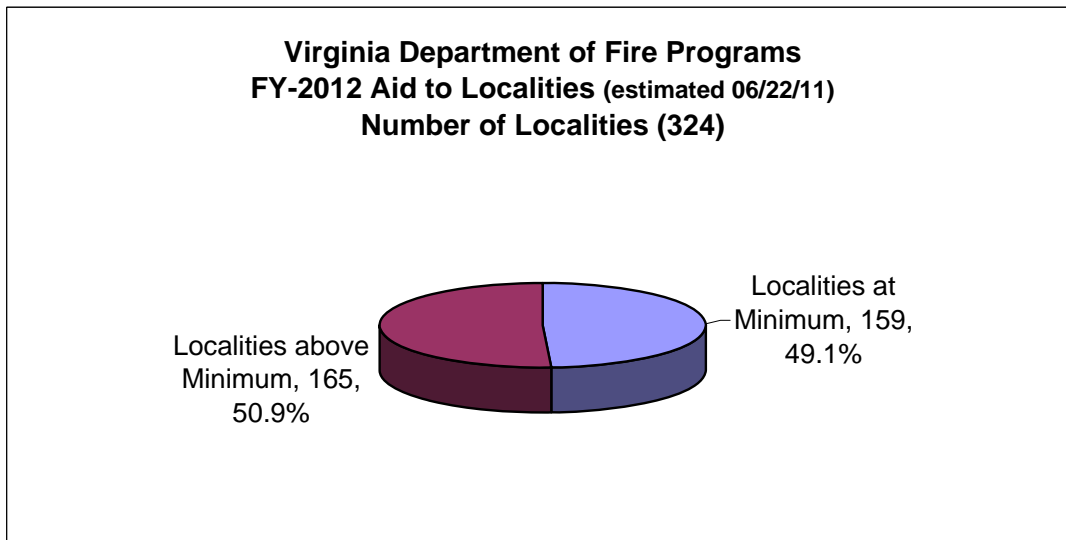 Virginia Department of Fire Programs
FY-2012 Aid to Localities (estimated 06/22/11)
Number of Localities (324)
Localities at
Minimum, 159,
49.1%
Localities above
Minimum, 165,
50.9%